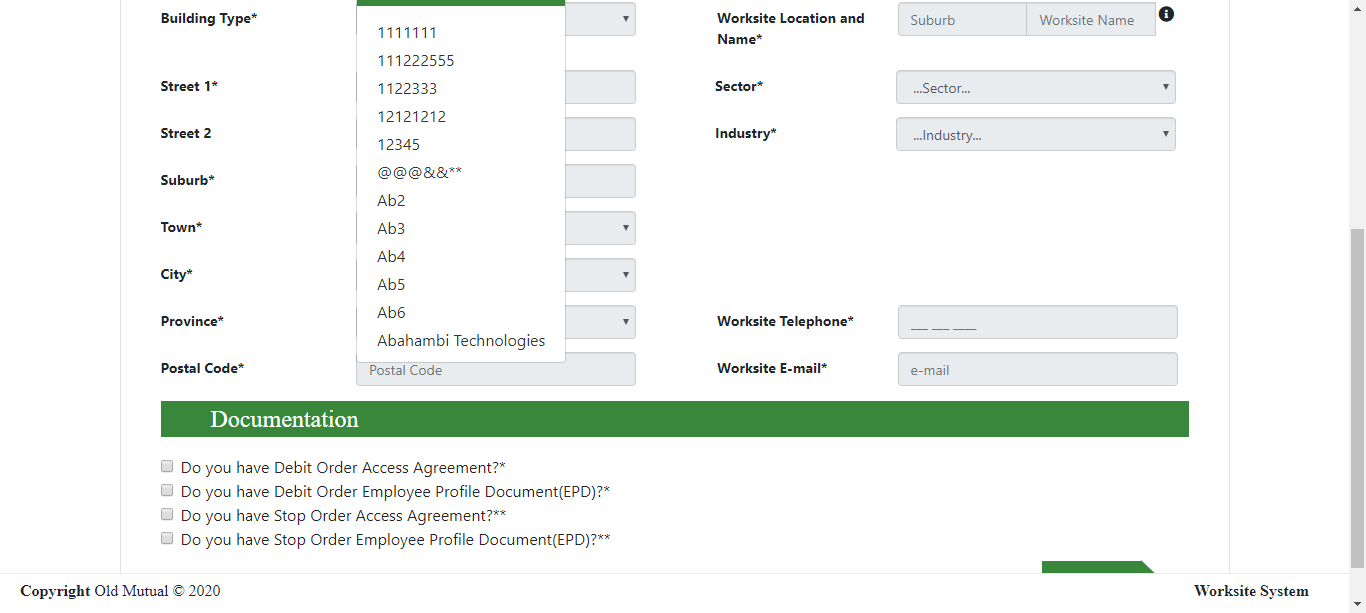 Building Type*
1111111
111222555
1122333
12121212
12345
@@@&&**
Ab2
Ab3
Ab4
Ab5
Ab6
Abahambi Technologies
Worksite Location and
Name*
Suburb
Worksite Name
Street 1*
Sector*
...Sector...
Street 2
Industry*
...Industry...
Suburb*
Town*
City*
Province*
Worksite Telephone*
___ ___ ____
Postal Code*
Postal Code
Worksite E-mail*
e-mail
Documentation
Do you have Debit Order Access Agreement?*
Do you have Debit Order Employee Profile Document(EPD)?*
Do you have Stop Order Access Agreement?**
Do you have Stop Order Employee Profile Document(EPD)?**
Copyright Old Mutual © 2020
Worksite System